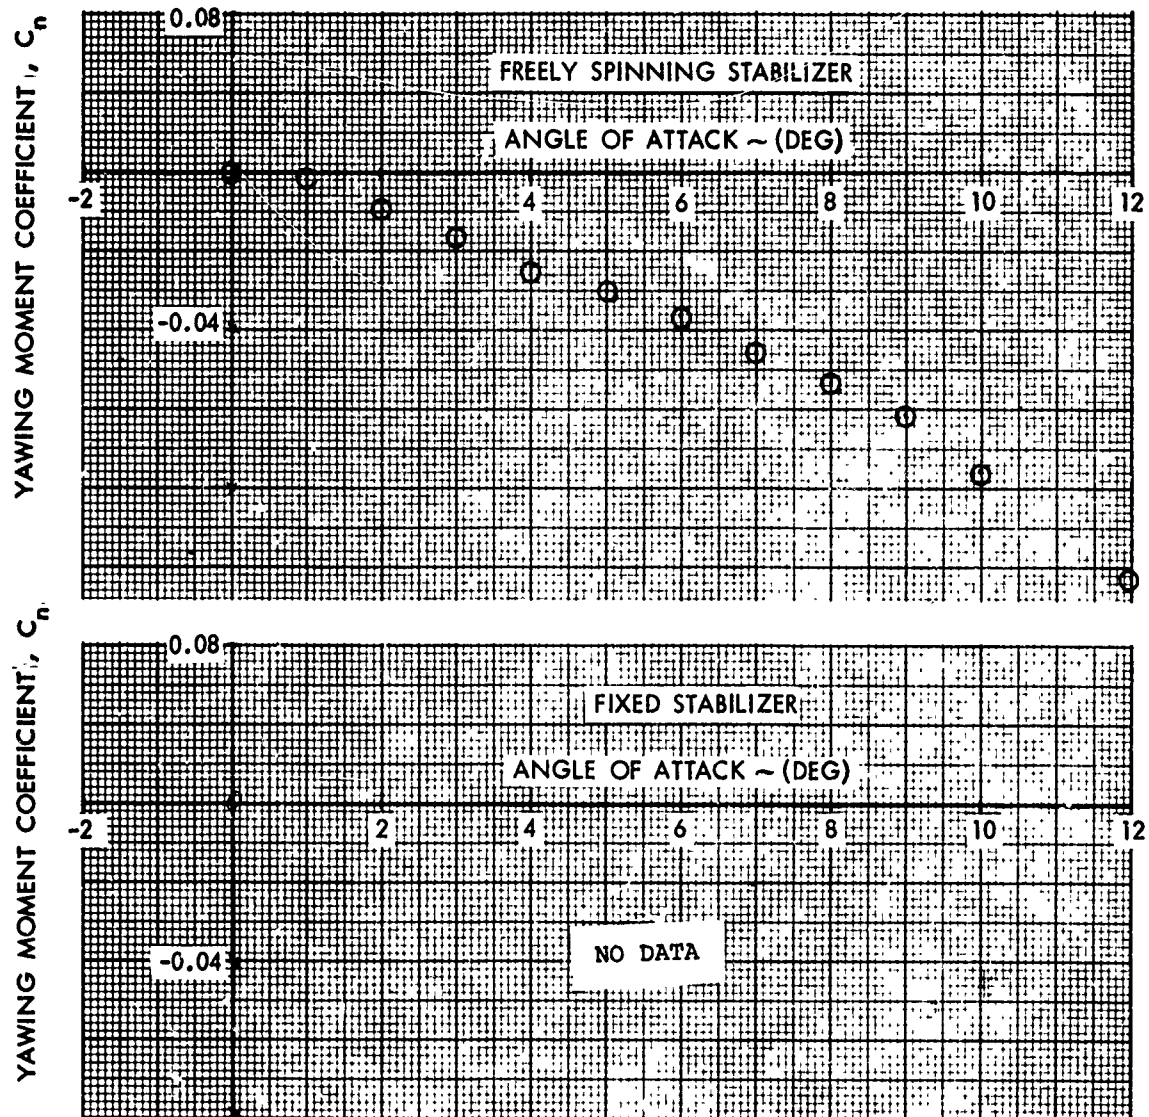 0.08
YAWING MOMENT COEFFICIENT, Cn
FREELY SPINNING STABILIZER
ANGLE OF ATTACK ~ (DEG)
-2
4
6
8
10
12
-0.04
0.08
YAWING MOMENT COEFFICIENT, Cn
FIXED STABILIZER
ANGLE OF ATTACK ~ (DEG)
-2
2
4
6
8
10
12
-0.04
NO DATA